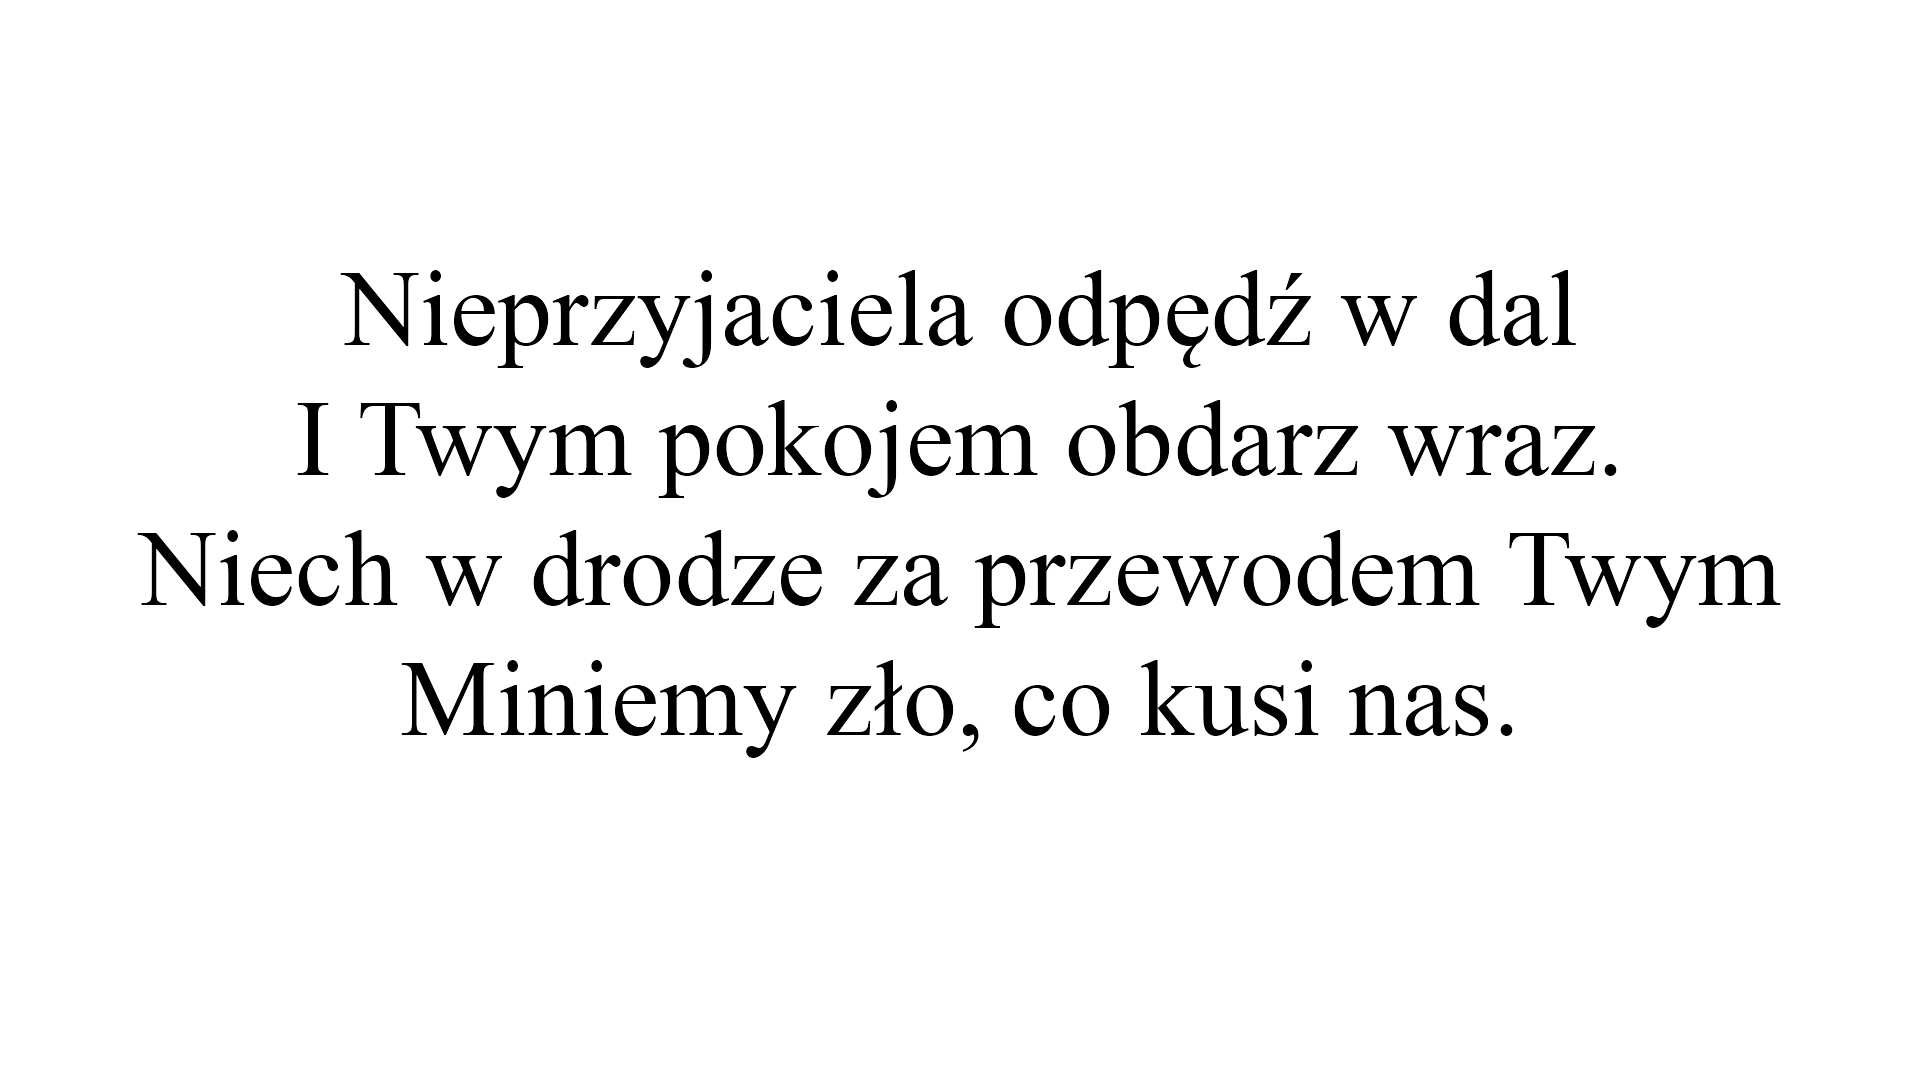 Nieprzyjaciela odpędź w dal
I Twym pokojem obdarz wraz.
Niech w drodze za przewodem Twym
Miniemy zło, co kusi nas.